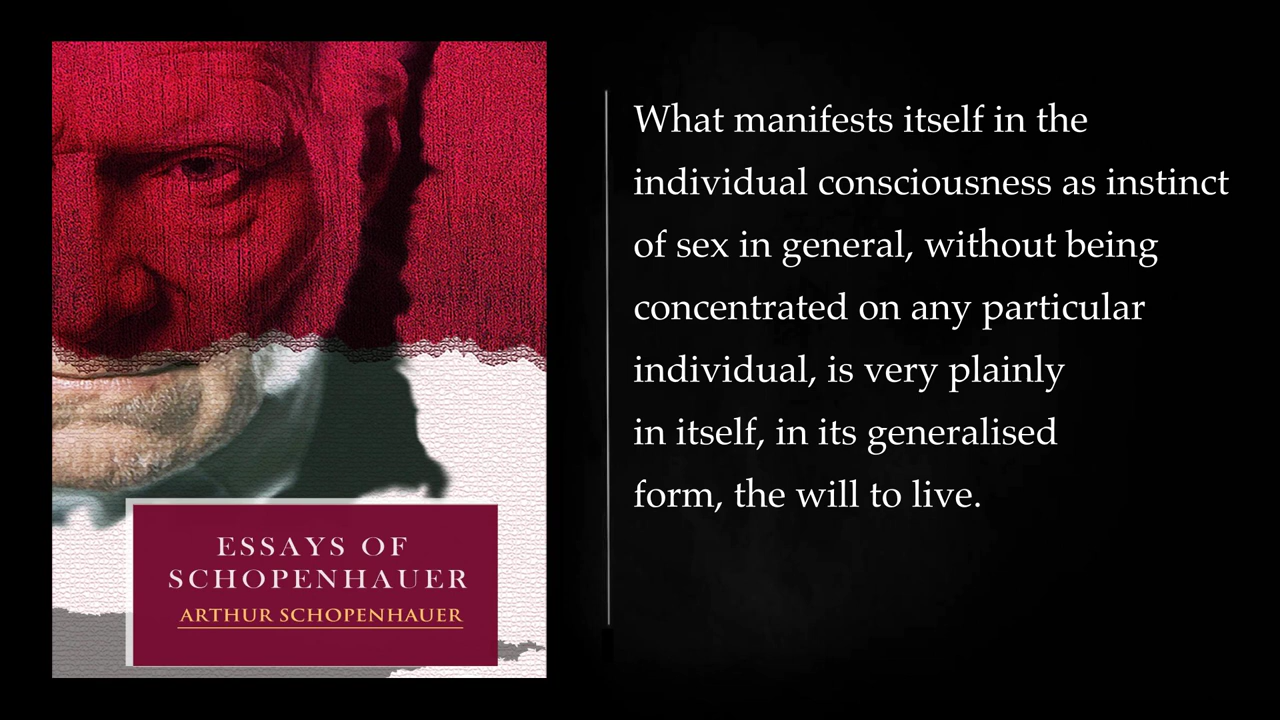 ESSAYS OF
SCHOPENHAUER
ARTHUR SCHOPENHAUER
What manifests itself in the
individual consciousness as instinct
of sex in general, without being
concentrated on any particular
individual, is very plainly
in itself, in its generalised
form, the will to live.